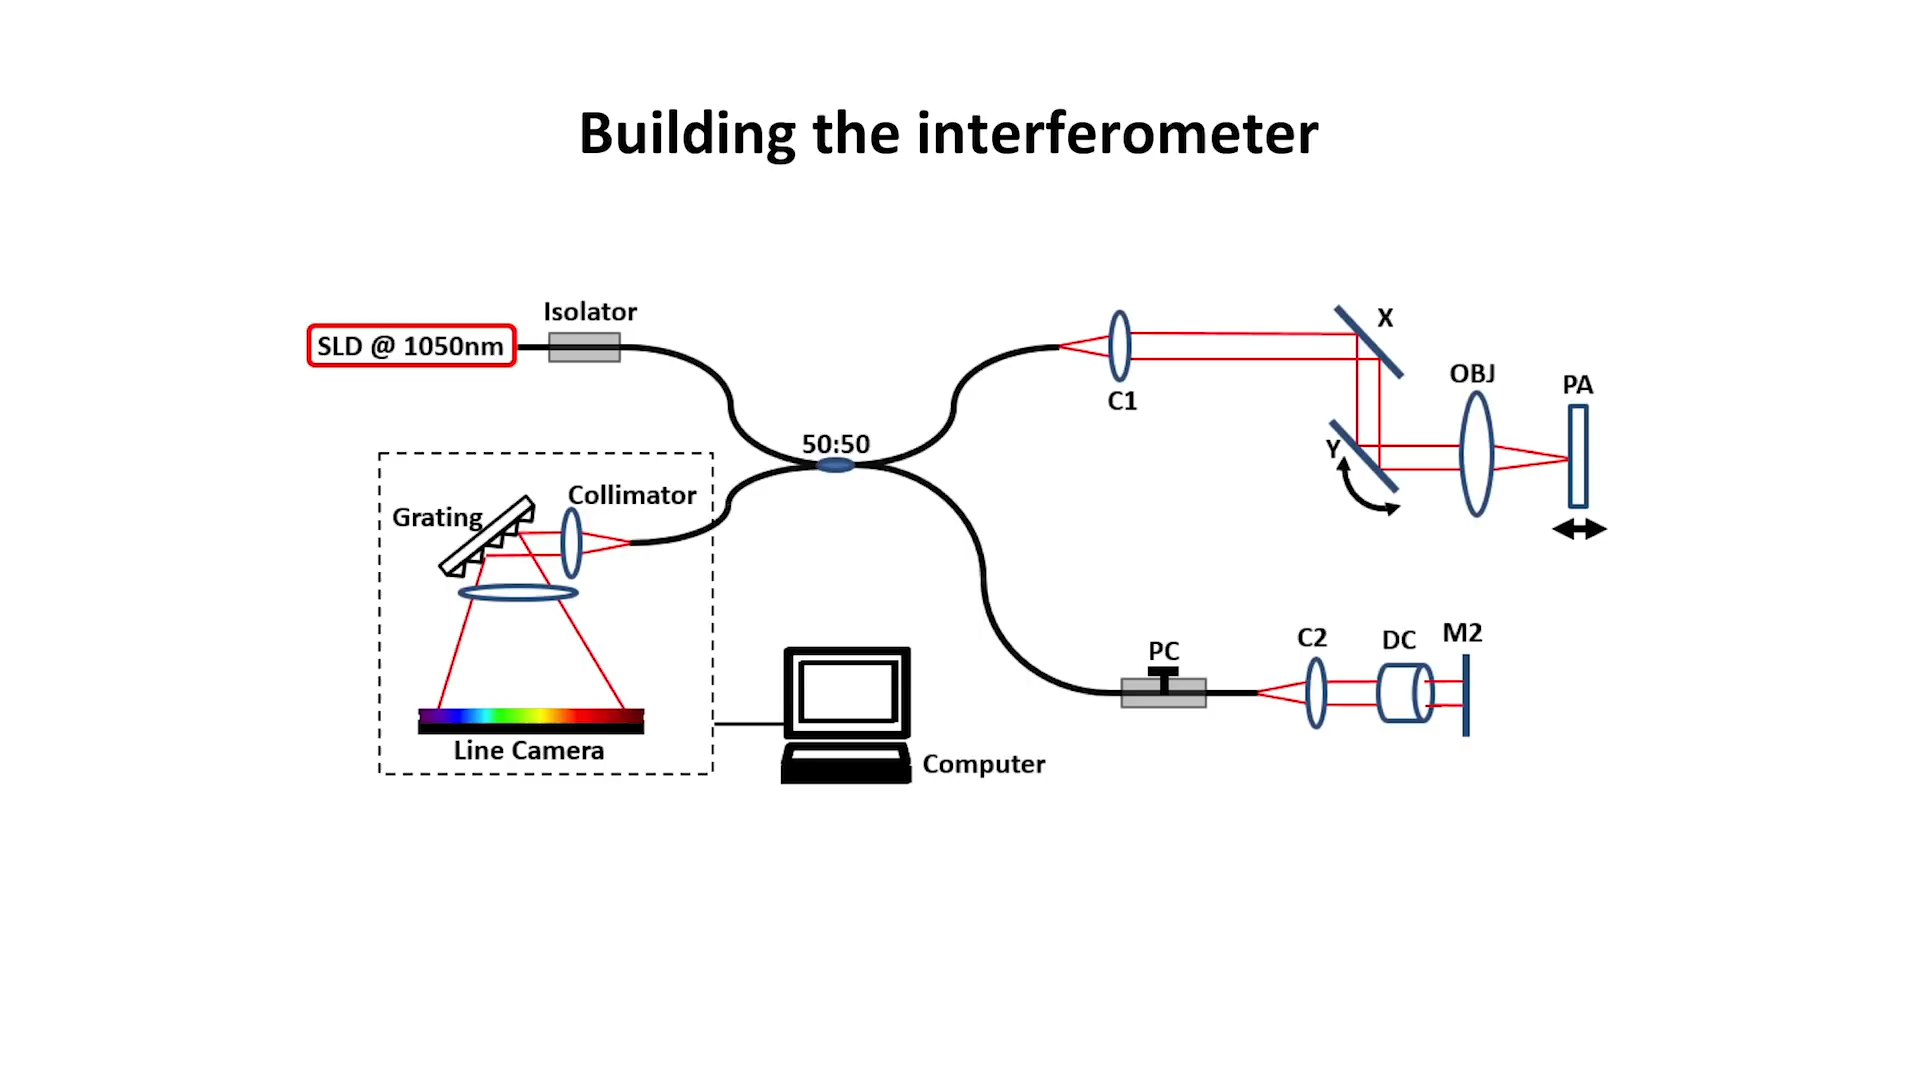 Building the interferometer
Isolator
SLD @ 1050nm
X
OBJ
PA
C1
50:50
Y
Collimator
Grating
C2
DC
M2
PC
Line Camera
Computer